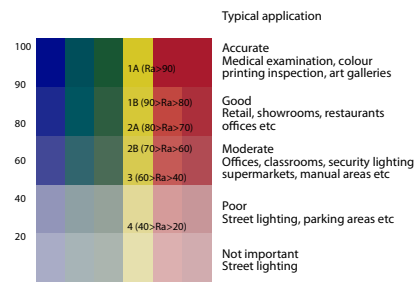 Typical application
100
Accurate
Medical examination, colour
printing inspection, art galleries
1A (Ra>90)
90
Good
Retail, showrooms, restaurants
offices etc
1B (90>Ra>80)
80
2A (80>Ra>70)
Moderate
Offices, classrooms, security lighting
supermarkets, manual areas etc
2B (70>Ra>60)
60
3 (60>Ra>40)
40
Poor
Street lighting, parking areas etc
4 (40>Ra>20)
20
Not important
Street lighting